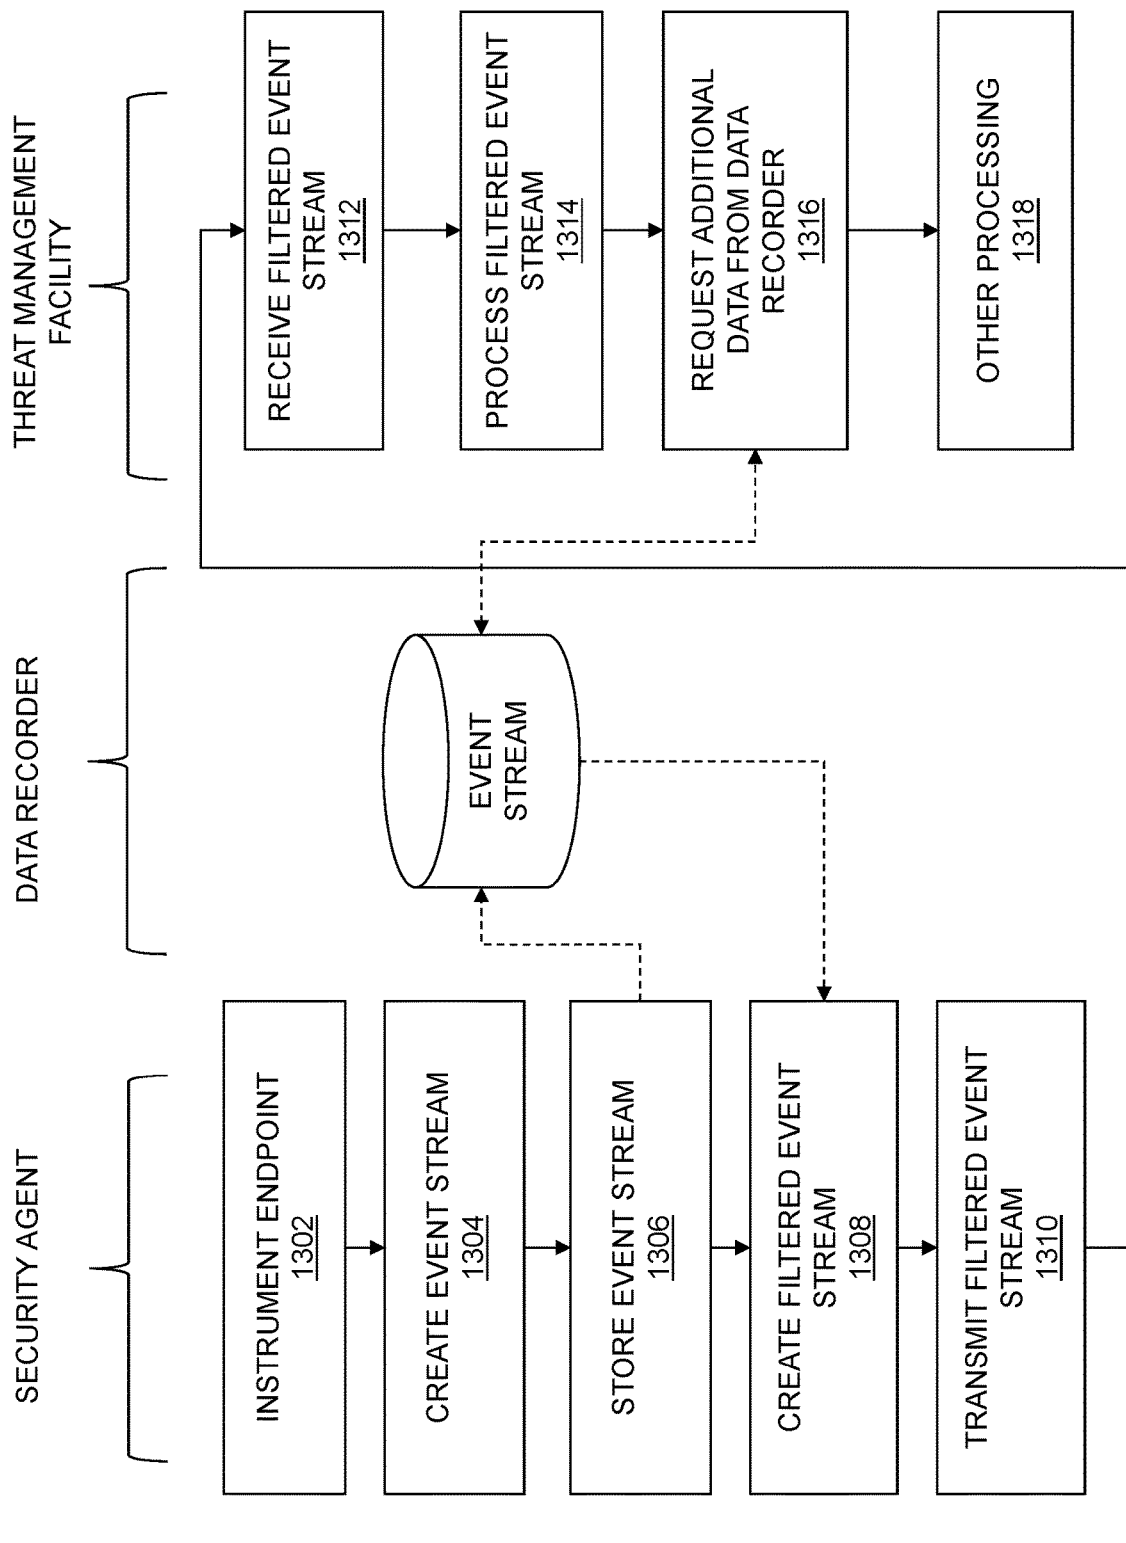 SECURITY AGENT
DATA RECORDER
THREAT MANAGEMENT
FACILITY
INSTRUMENT ENDPOINT
1302
CREATE EVENT STREAM
1304
STORE EVENT STREAM
1306
CREATE FILTERED EVENT
STREAM
1308
TRANSMIT FILTERED EVENT
STREAM
1310
EVENT
STREAM
RECEIVE FILTERED EVENT
STREAM
1312
PROCESS FILTERED EVENT
STREAM
1314
REQUEST ADDITIONAL
DATA FROM DATA
RECORDER
1316
OTHER PROCESSING
1318